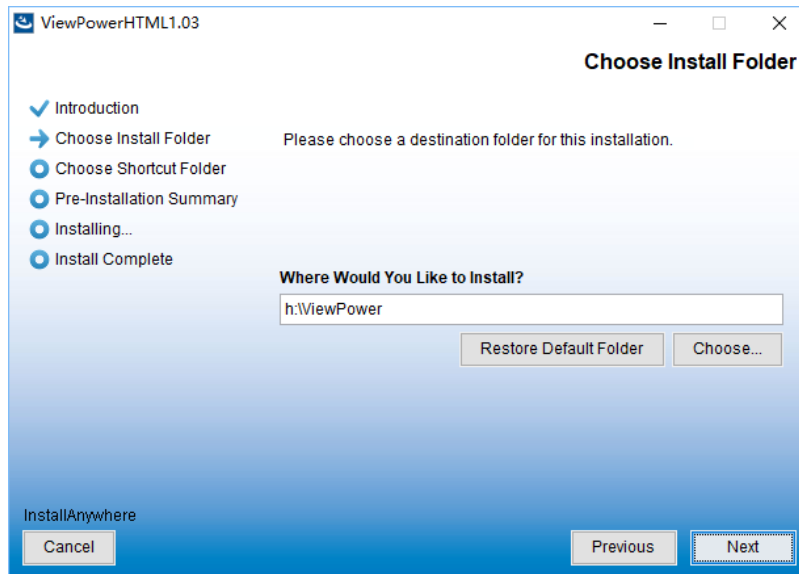 ViewPowerHTML1.03
Choose Install Folder
Introduction
Choose Install Folder
Choose Shortcut Folder
Pre-Installation Summary
Installing...
Install Complete
Please choose a destination folder for this installation.
Where Would You Like to Install?
h:\ViewPower
Restore Default Folder
Choose...
InstallAnywhere
Cancel
Previous
Next